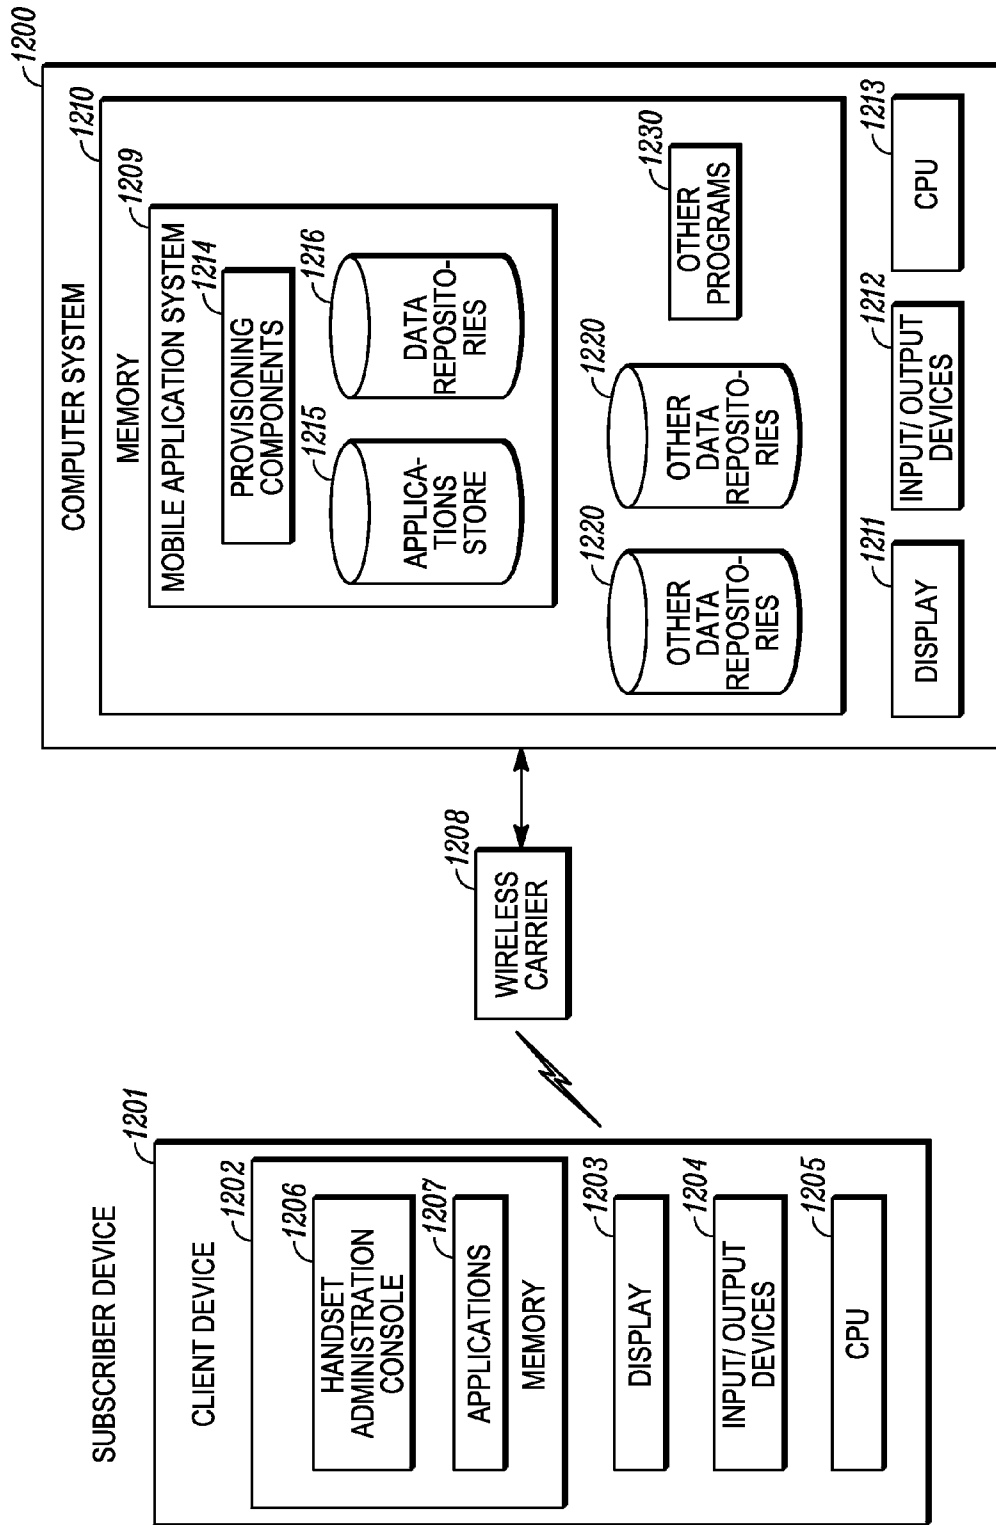 SUBSCRIBER DEVICE
1201
CLIENT DEVICE
1202
1206
HANDSET
ADMINISTRATION
CONSOLE
1207
APPLICATIONS
MEMORY
1203
DISPLAY
1204
INPUT/ OUTPUT
DEVICES
1205
CPU
1208
WIRELESS
CARRIER
1200
COMPUTER SYSTEM
1210
MEMORY
1209
MOBILE APPLICATION SYSTEM
1214
PROVISIONING
COMPONENTS
1215
APPLICA-
TIONS
STORE
1216
DATA
REPOSITO-
RIES
1220
OTHER
DATA
REPOSITO-
RIES
1220
OTHER
DATA
REPOSITO-
RIES
1230
OTHER
PROGRAMS
1211
DISPLAY
1212
INPUT/ OUTPUT
DEVICES
1213
CPU